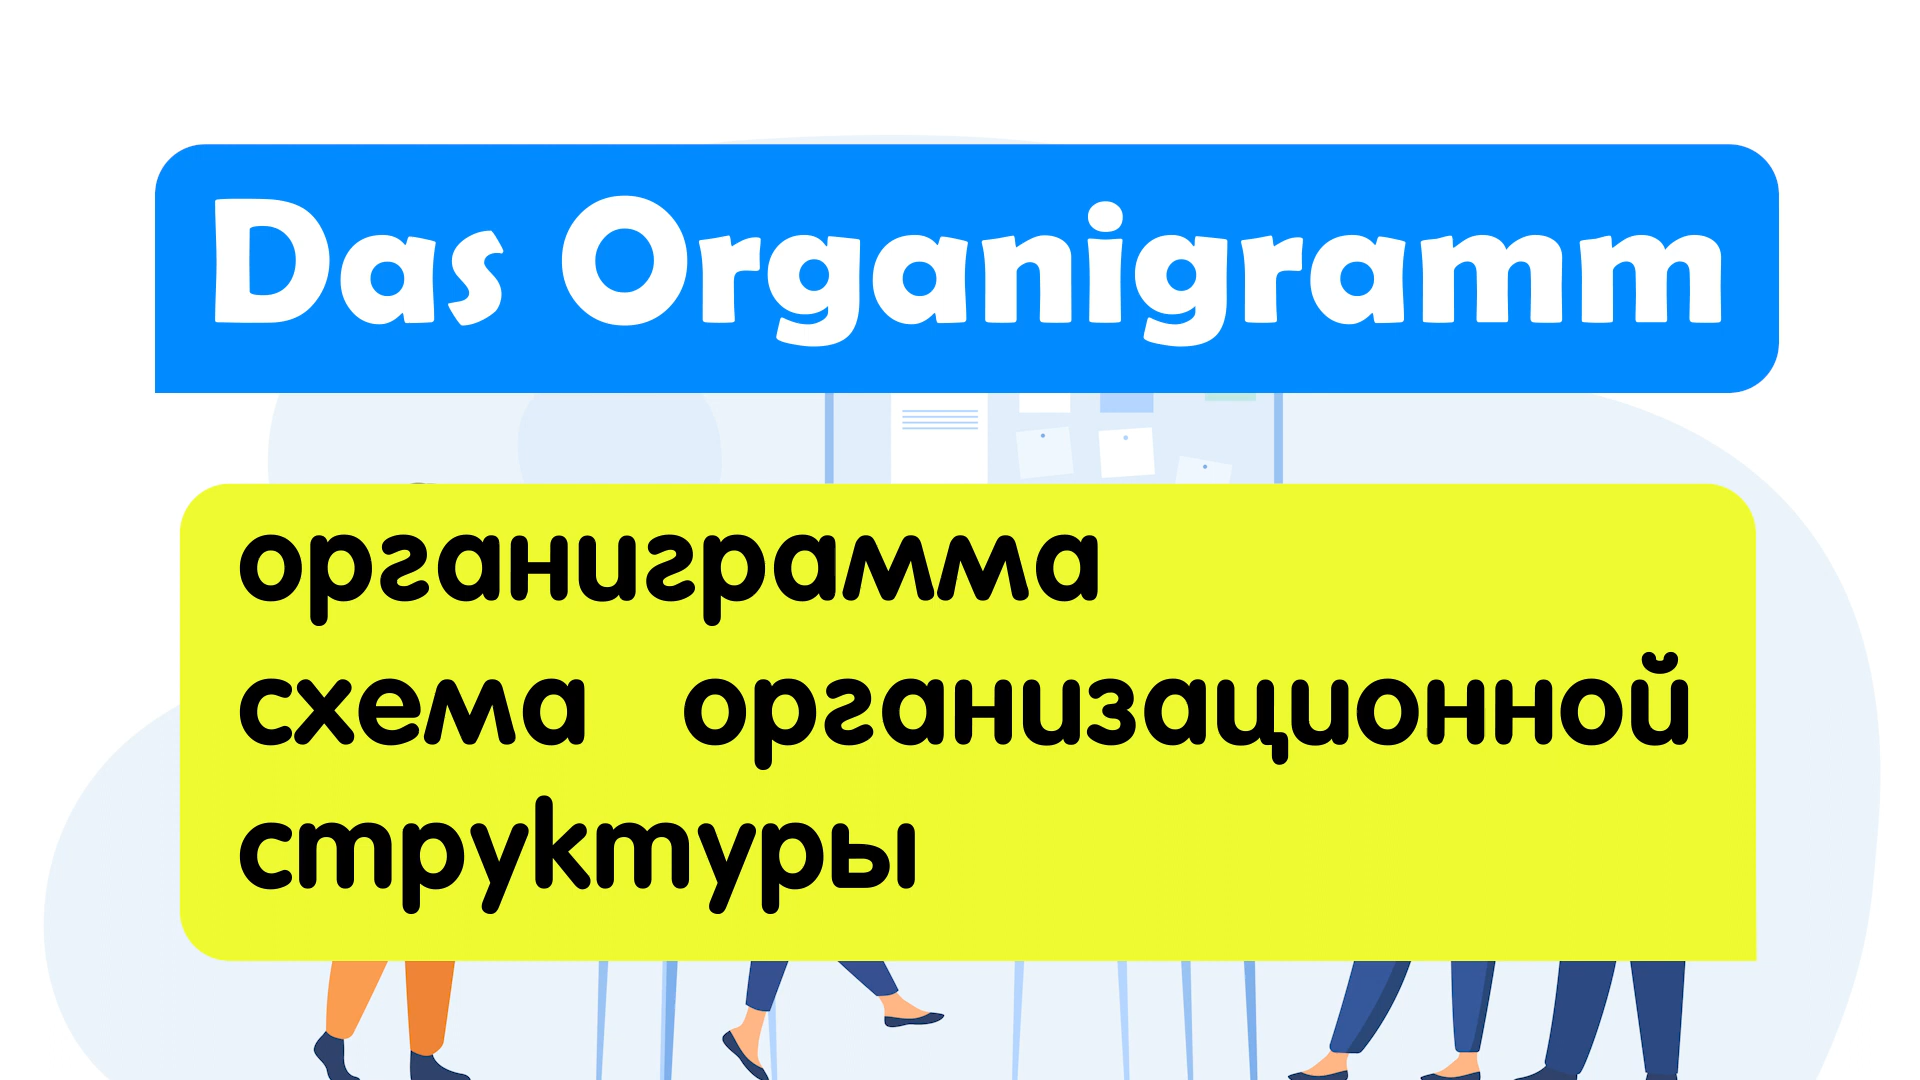 Das Organigramm
органиграмма
схема организационной
структуры